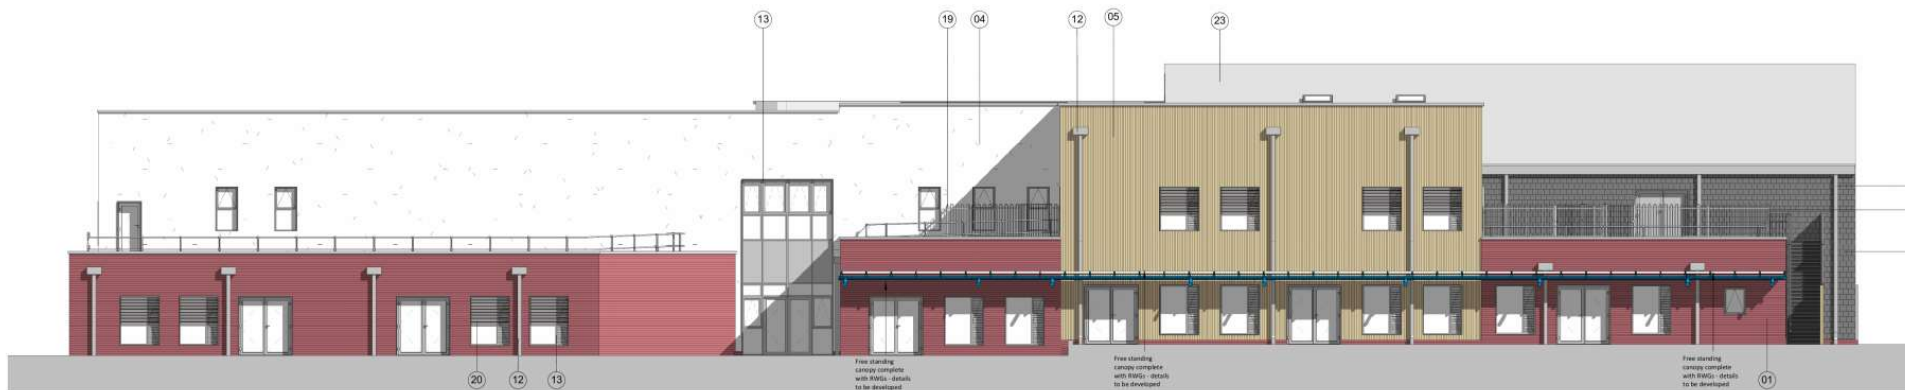 13
19
04
12
05
23
Free standing
canopy complete
with RWGs - details
to be developed
Free standing
canopy complete
with RWGs - details
to be developed
Free standing
canopy complete
with RWGs - details
to be developed
20
12
13
01